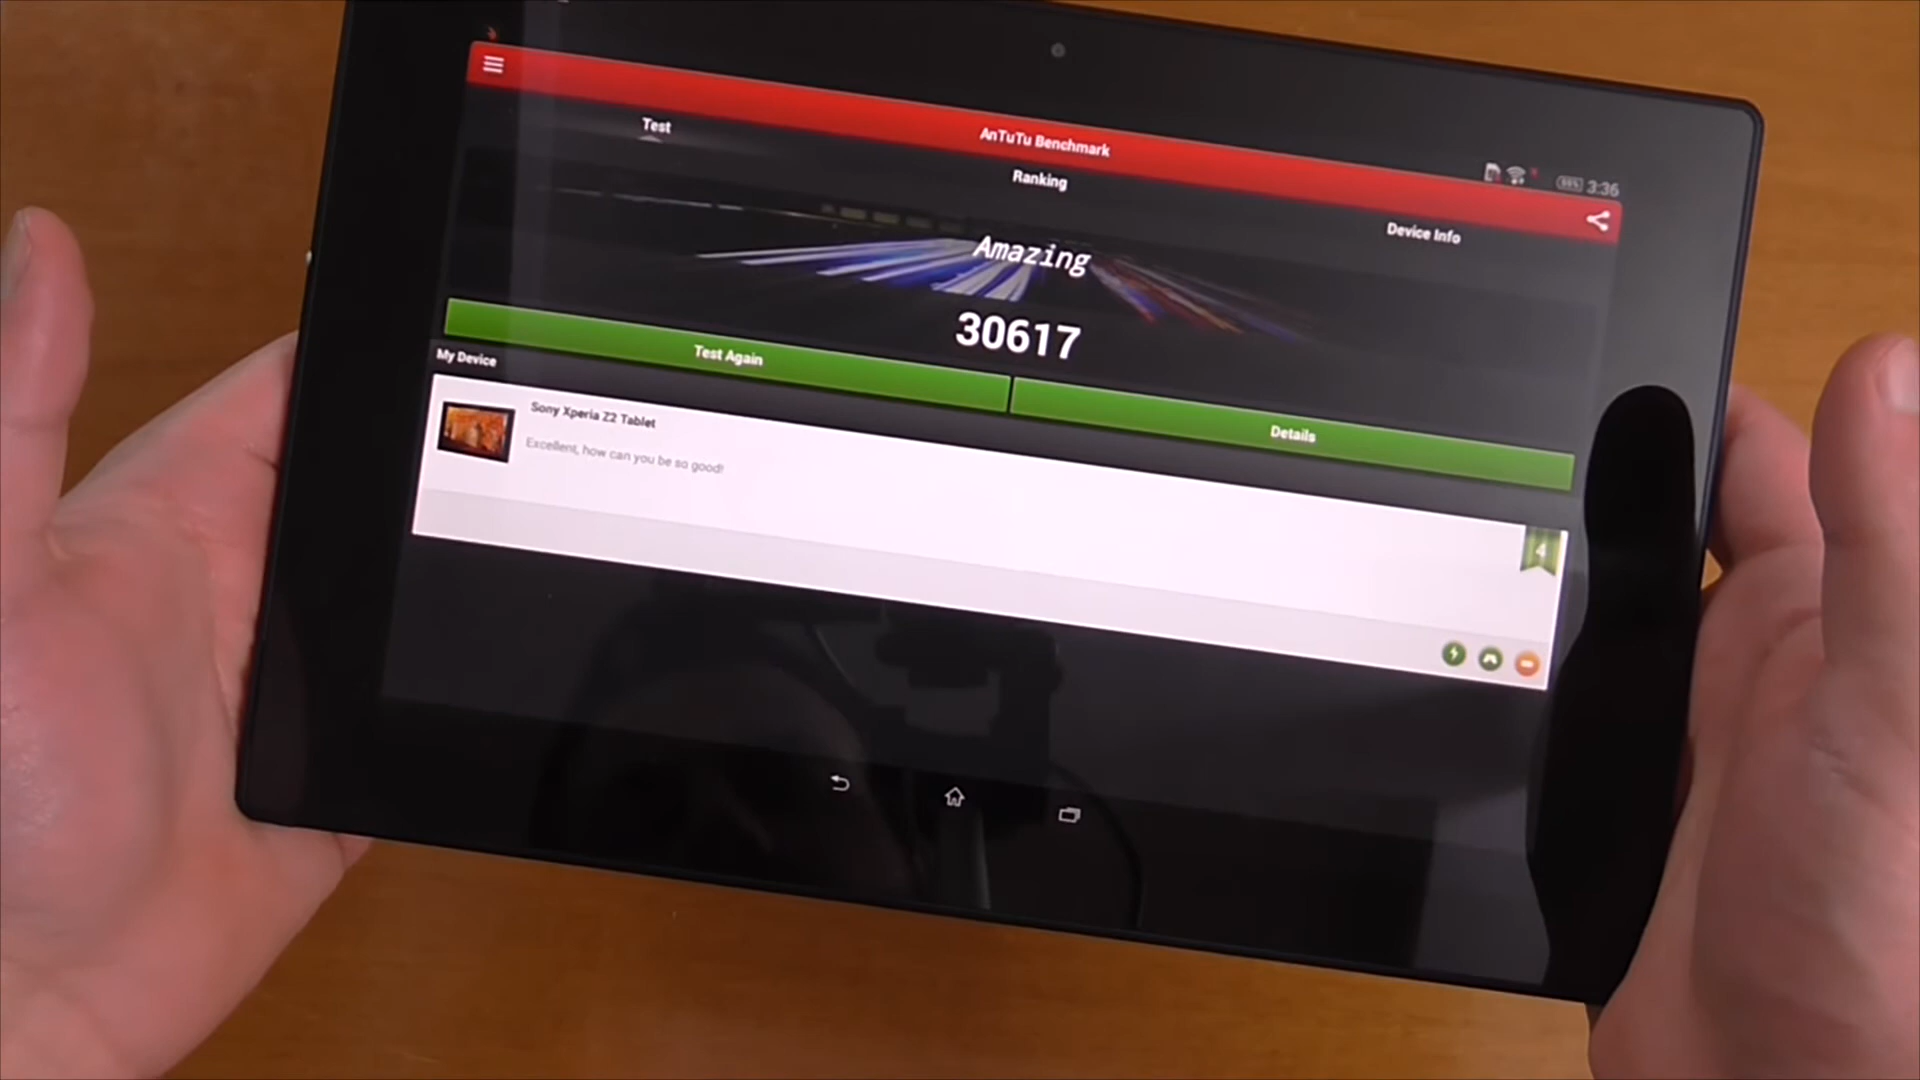 3:36
AnTuTu Benchmark
Test
Ranking
Device Info
Amazing
30617
Test Again
Details
My Device
Sony Xperia Z2 Tablet
Excellent, how can you be so good!
4